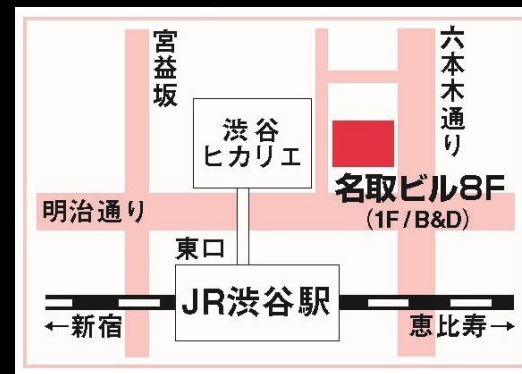 宮益坂
六本木通り
渋谷
ヒカリエ
名取ビル8F
(1F/B&D)
明治通り
東口
JR渋谷駅
←新宿
恵比寿→